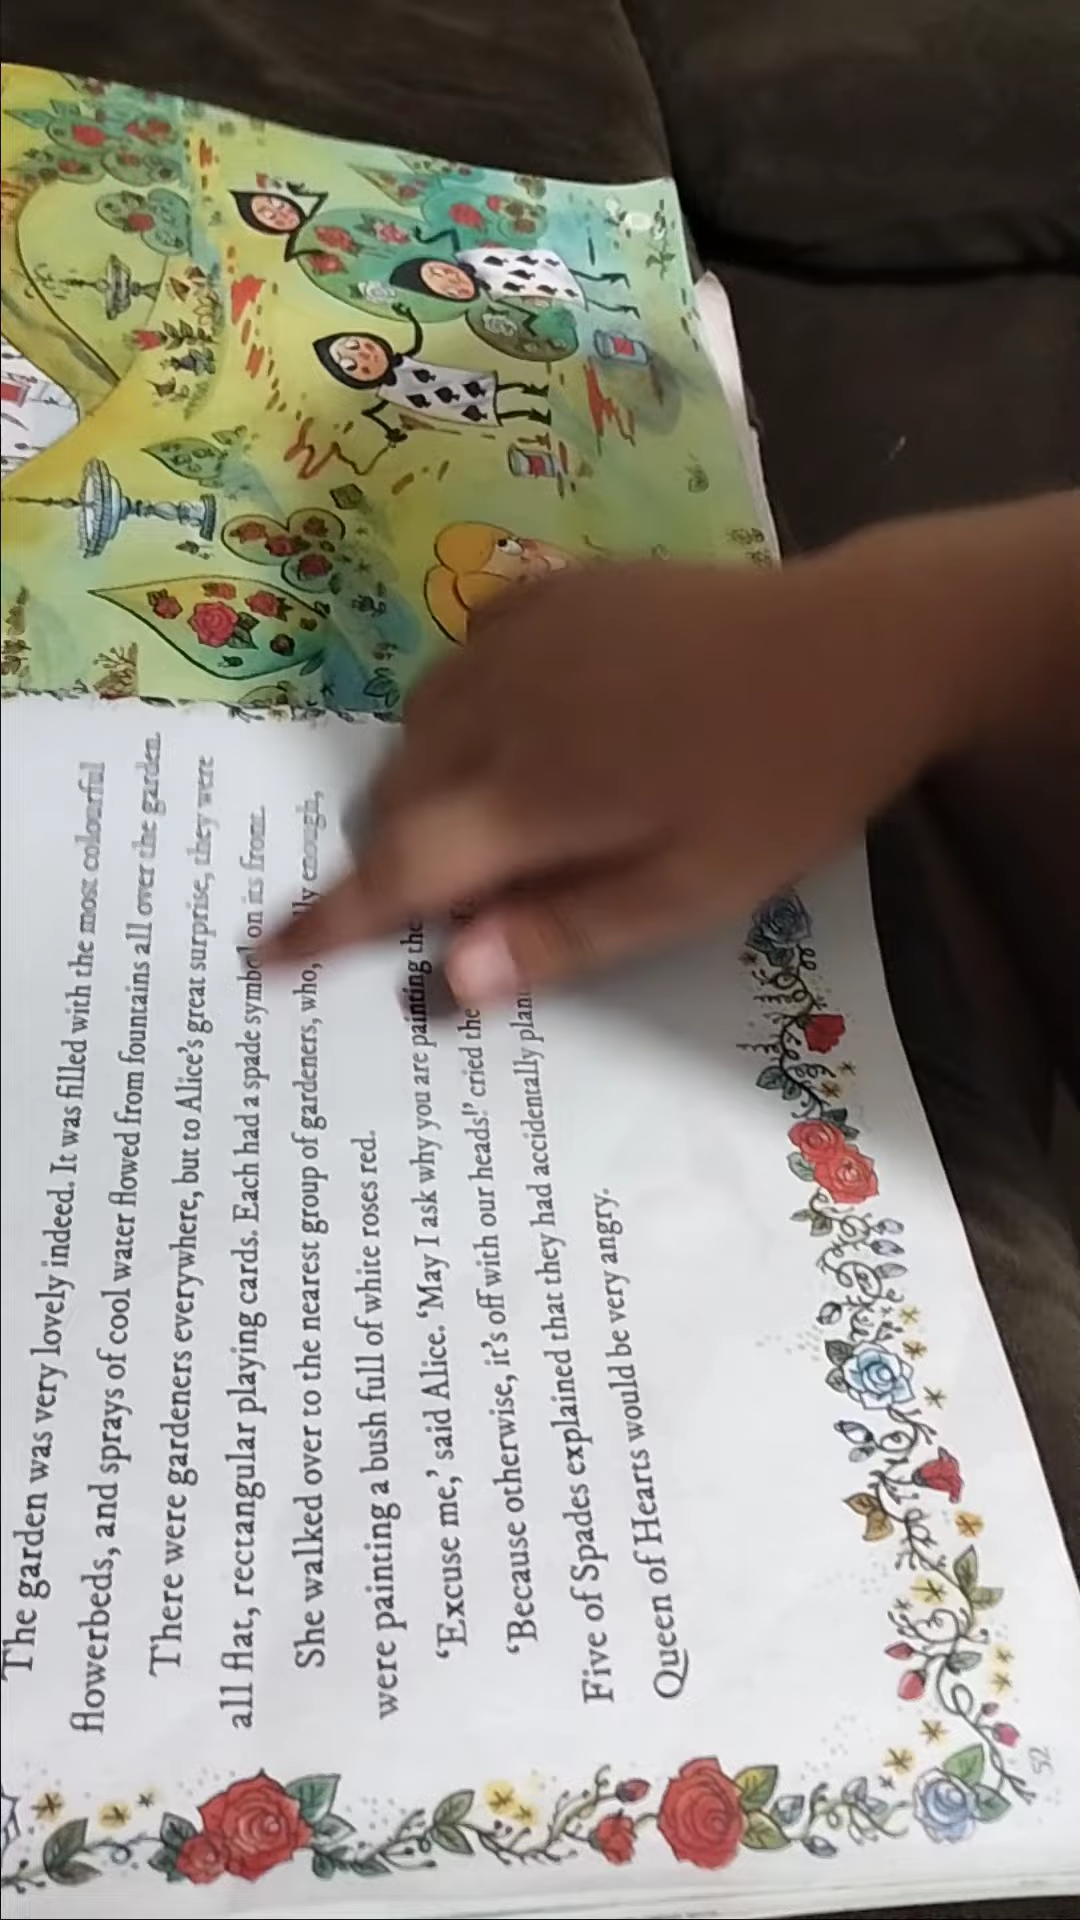 The garden was very lovely indeed. It was filled with the most colourful
flowerbeds, and sprays of cool water flowed from fountains all over the garden.
There were gardeners everywhere, but to Alice's great surprise, they were
all flat, rectangular playing cards. Each had a spade symbol on its front.
She walked over to the nearest group of gardeners, who, enough,
were painting a bush full of white roses red.
'Excuse me,' said Alice. 'May I ask why you are painting the
'Because otherwise, it's off with our heads!' cried the
Five of Spades explained that they had accidentally
Queen of Hearts would be very angry.
52